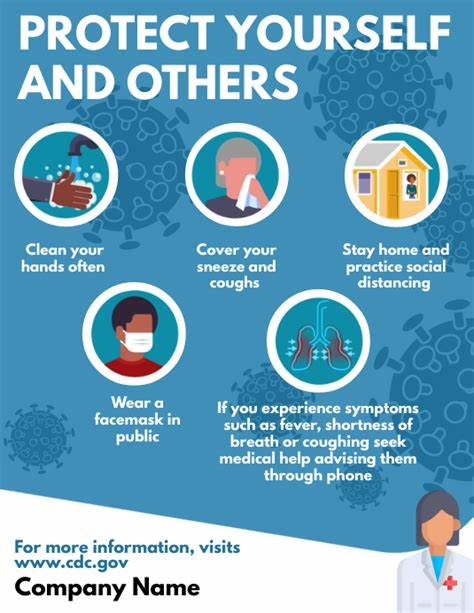 PROTECT YOURSELF
AND OTHERS
Clean your
hands often
Cover your
sneeze and
coughs
Stay home and
practice social
distancing
Wear a
facemask in
public
If you experience symptoms
such as fever, shortness of
breath or coughing seek
medical help advising them
through phone
For more information, visits
www.cdc.gov
Company Name